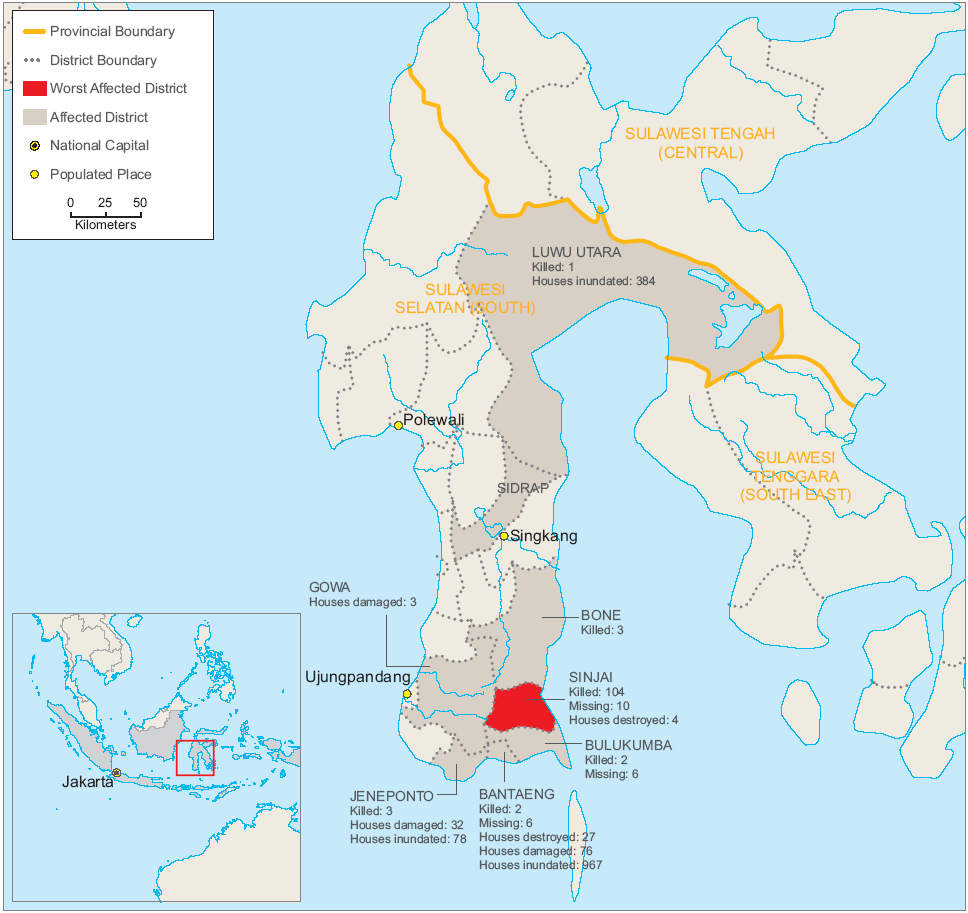 Provincial Boundary
District Boundary
Worst Affected District
Affected District
National Capital
Populated Place
0 25 50
Kilometers
SULAWESI TENGAH
(CENTRAL)
LUWU UTARA
Killed: 1
Houses inundated: 384
SULAWESI
SELATAN (SOUTH)
Polewali
SULAWESI
TENGGARA
(SOUTH EAST)
SIDRAP
Singkang
GOWA
Houses damaged: 3
BONE
Killed: 3
Ujungpandang
SINJAI
Killed: 104
Missing: 10
Houses destroyed: 4
BULUKUMBA
Killed: 2
Missing: 6
Jakarta
JENEPONTO
Killed: 3
Houses damaged: 32
Houses inundated: 78
BANTAENG
Killed: 2
Missing: 6
Houses destroyed: 27
Houses damaged: 76
Houses inundated: 967